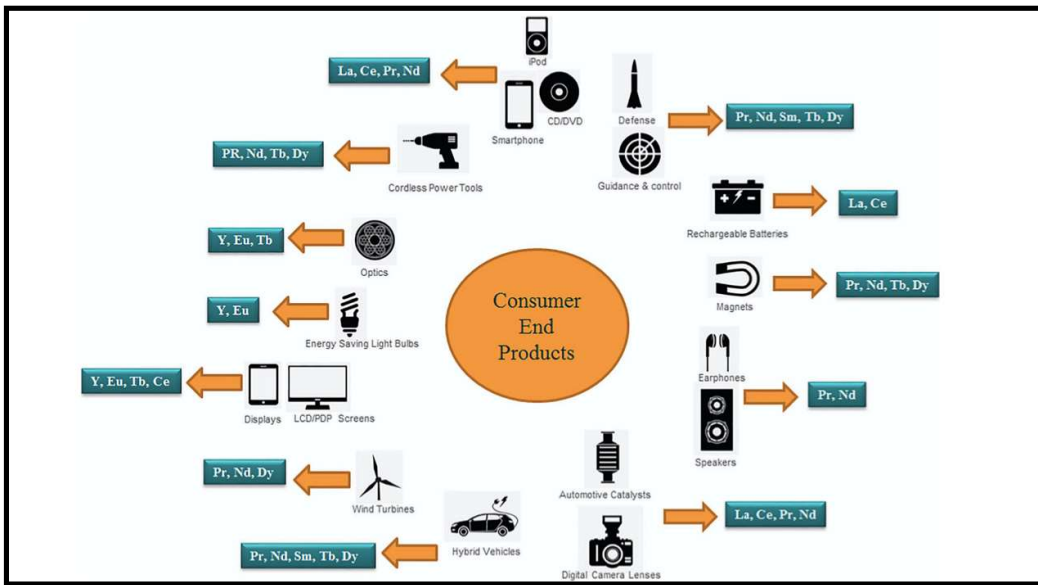 iPod
La, Ce, Pr, Nd
CD/DVD
Smartphone
Defense
Pr, Nd, Sm, Tb, Dy
Guidance & control
PR, Nd, Tb, Dy
Cordless Power Tools
La, Ce
Rechargeable Batteries
Y, Eu, Tb
Optics
Pr, Nd, Tb, Dy
Magnets
Consumer
End
Products
Y, Eu
Energy Saving Light Bulbs
Earphones
Pr, Nd
Speakers
Y, Eu, Tb, Ce
Displays
LCD/PDP Screens
Pr, Nd, Dy
Wind Turbines
Automotive Catalysts
La, Ce, Pr, Nd
Digital Camera Lenses
Pr, Nd, Sm, Tb, Dy
Hybrid Vehicles